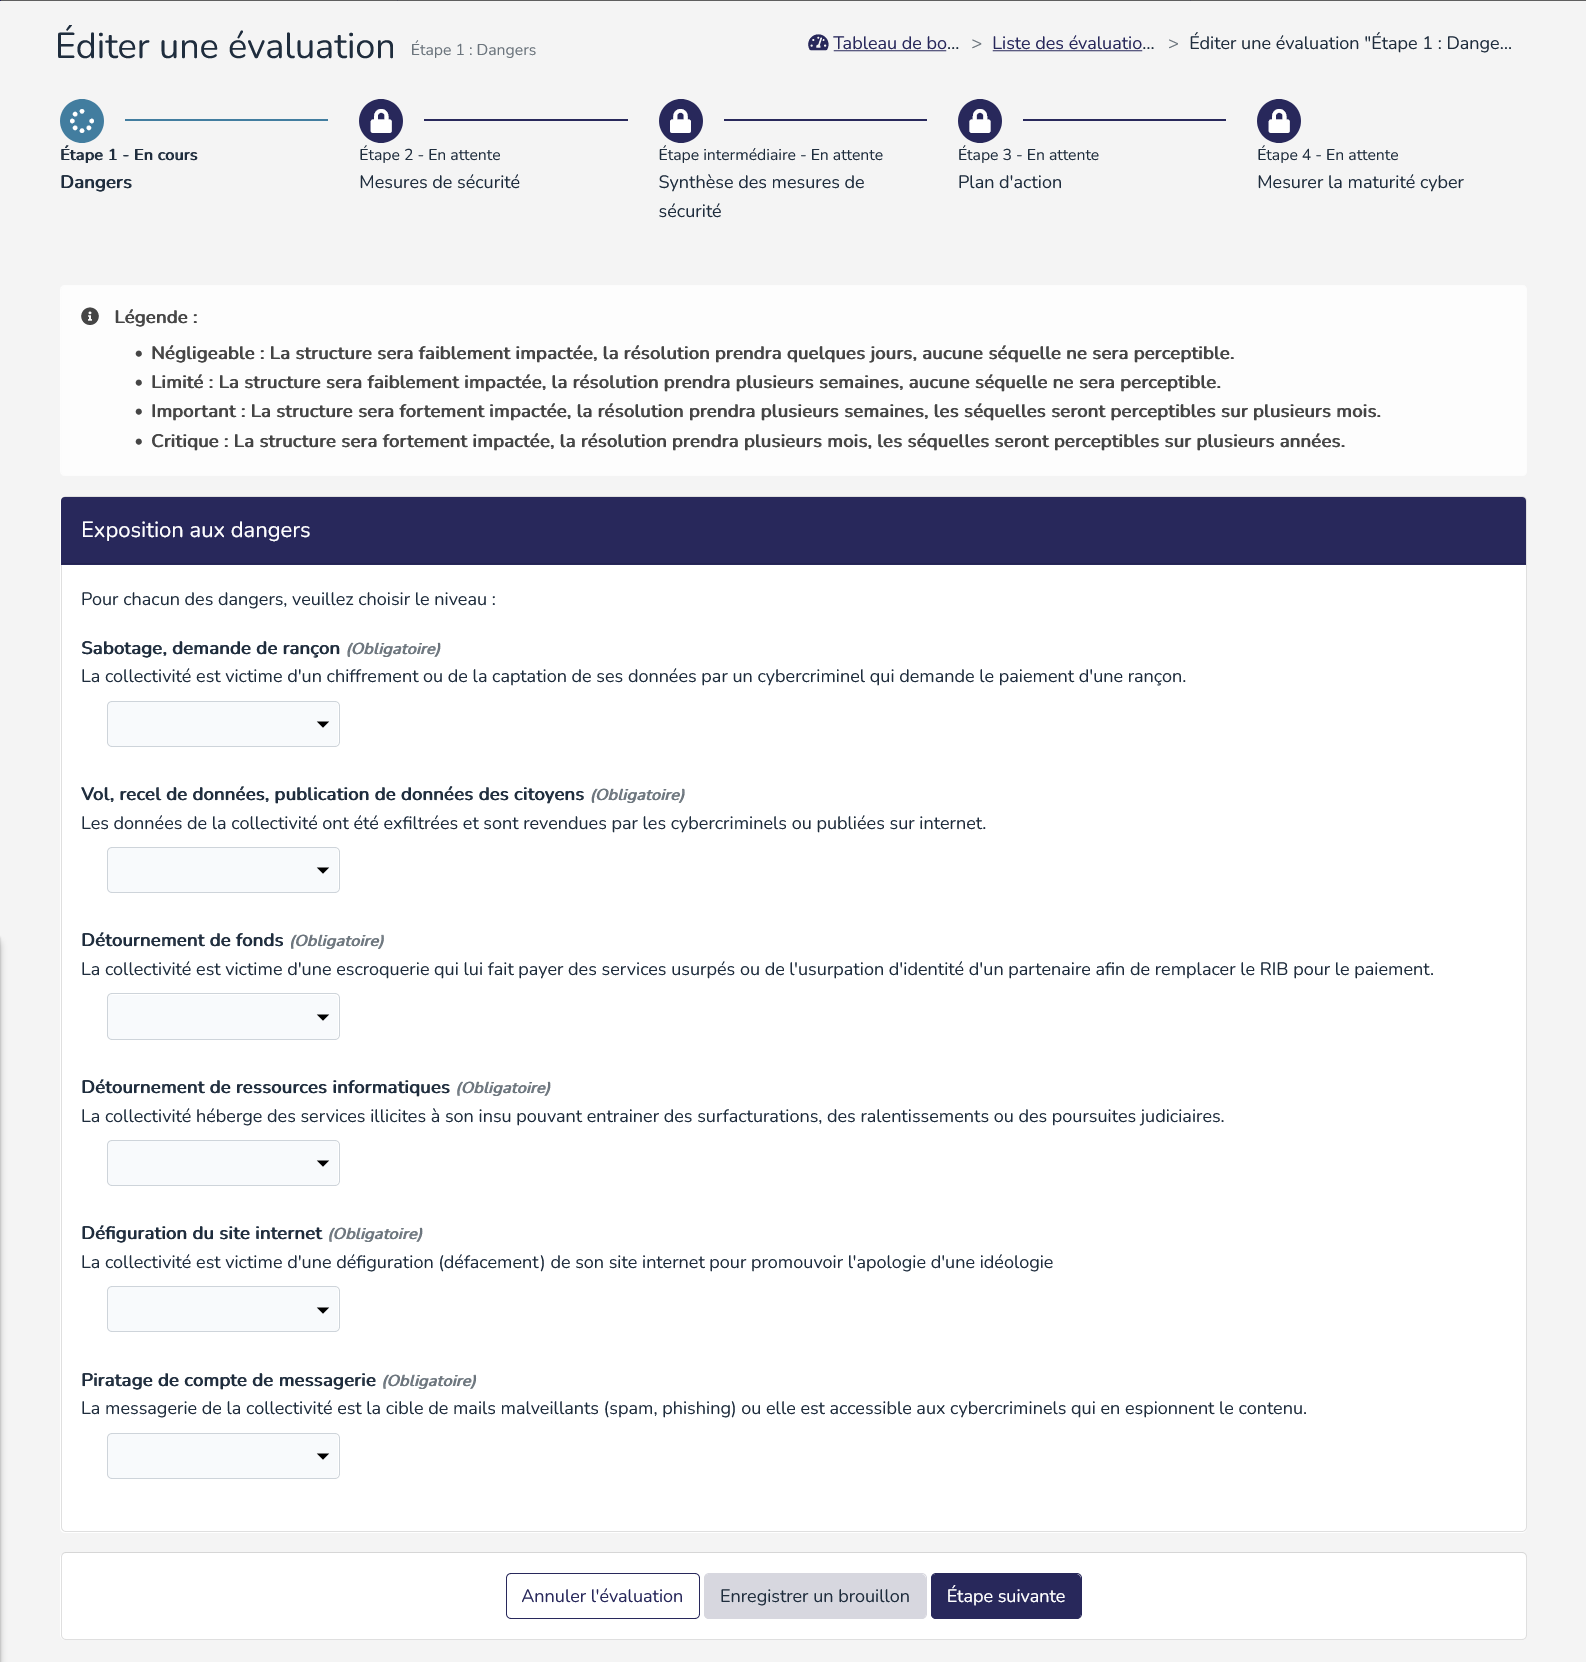 Éditer une évaluation Étape 1 : Dangers
Tableau de bo... > Liste des évaluatio... > Éditer une évaluation "Étape 1 : Dange...
Étape 1 - En cours
Dangers
Étape 2 - En attente
Mesures de sécurité
Étape intermédiaire - En attente
Synthèse des mesures de
sécurité
Étape 3 - En attente
Plan d'action
Étape 4 - En attente
Mesurer la maturité cyber
Légende :
• Négligeable : La structure sera faiblement impactée, la résolution prendra quelques jours, aucune séquelle ne sera perceptible.
• Limité : La structure sera faiblement impactée, la résolution prendra plusieurs semaines, aucune séquelle ne sera perceptible.
• Important : La structure sera fortement impactée, la résolution prendra plusieurs semaines, les séquelles seront perceptibles sur plusieurs mois.
• Critique : La structure sera fortement impactée, la résolution prendra plusieurs mois, les séquelles seront perceptibles sur plusieurs années.
Exposition aux dangers
Pour chacun des dangers, veuillez choisir le niveau :
Sabotage, demande de rançon (Obligatoire)
La collectivité est victime d'un chiffrement ou de la captation de ses données par un cybercriminel qui demande le paiement d'une rançon.
Vol, recel de données, publication de données des citoyens (Obligatoire)
Les données de la collectivité ont été exfiltrées et sont revendues par les cybercriminels ou publiées sur internet.
Détournement de fonds (Obligatoire)
La collectivité est victime d'une escroquerie qui lui fait payer des services usurpés ou de l'usurpation d'identité d'un partenaire afin de remplacer le RIB pour le paiement.
Détournement de ressources informatiques (Obligatoire)
La collectivité héberge des services illicites à son insu pouvant entrainer des surfacturations, des ralentissements ou des poursuites judiciaires.
Défiguration du site internet (Obligatoire)
La collectivité est victime d'une défiguration (défacement) de son site internet pour promouvoir l'apologie d'une idéologie
Piratage de compte de messagerie (Obligatoire)
La messagerie de la collectivité est la cible de mails malveillants (spam, phishing) ou elle est accessible aux cybercriminels qui en espionnent le contenu.
Annuler l'évaluation Enregistrer un brouillon Étape suivante